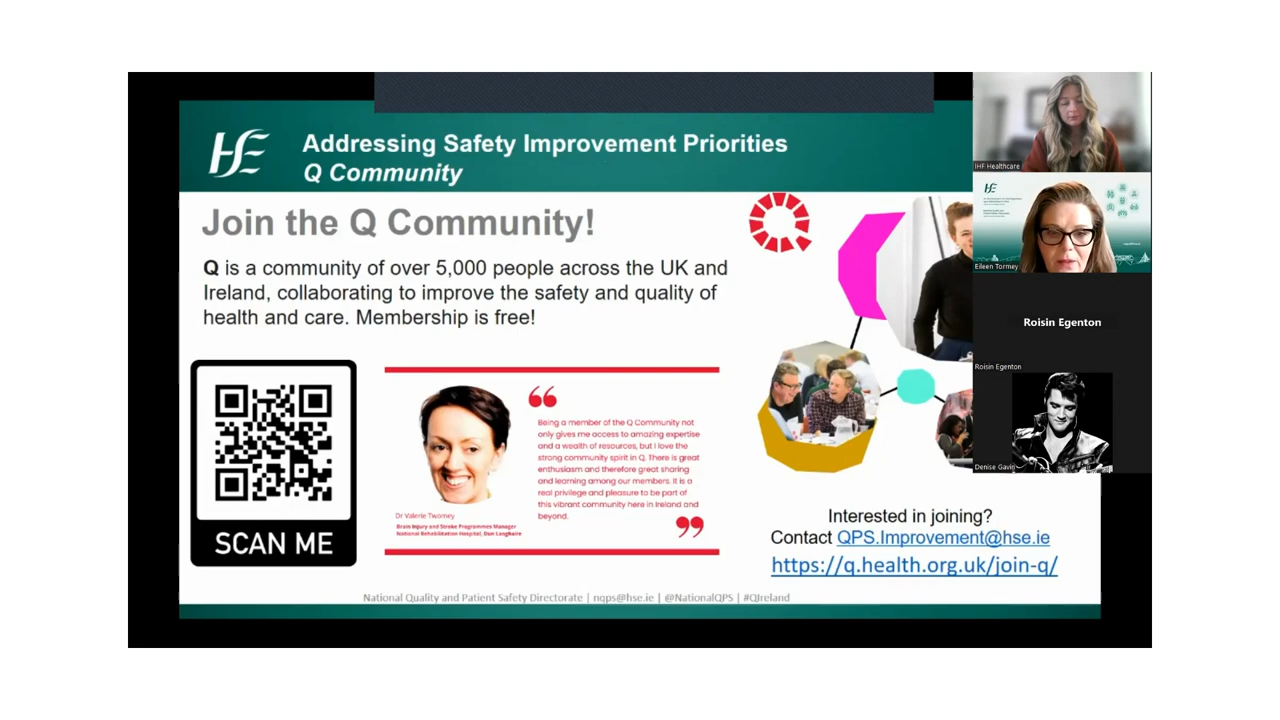 HSE
Addressing Safety Improvement Priorities
Q Community
Join the Q Community!
Q is a community of over 5,000 people across the UK and
Ireland, collaborating to improve the safety and quality of
health and care. Membership is free!
SCAN ME
“
Being a member of the Q Community not
only gives me access to amazing expertise
and a wealth of resources, but I love the
strong community spirit in Q. There is great
enthusiasm and therefore great sharing
and learning among our members. It is a
real privilege and pleasure to be part of
this vibrant community here in Ireland and
beyond.
”
Dr Valerie Twomey
Brain Injury and Stroke Programmes Manager
National Rehabilitation Hospital, Dun Laoghaire
Interested in joining?
Contact QPS.Improvement@hse.ie
https://q.health.org.uk/join-q/
National Quality and Patient Safety Directorate | nqps@hse.ie | @NationalQPS | #QIreland
IHF Healthcare
Eileen Tormey
Roisin Egenton
Roisin Egenton
Denise Gavin